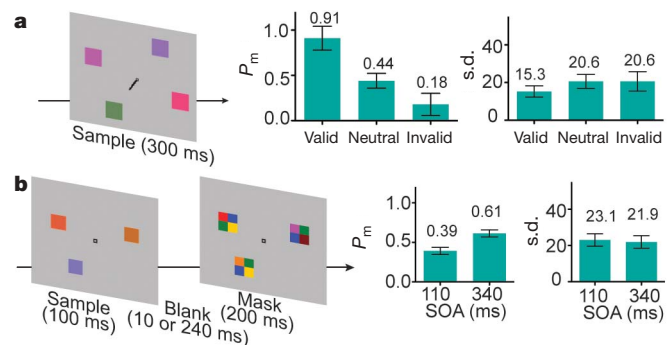 a
Sample (300 ms)
P_m
1.0
0.5
0.0
0.91
0.44
0.18
Valid Neutral Invalid
s.d.
40
20
0
15.3
20.6
20.6
Valid Neutral Invalid
b
Sample
(100 ms)
Blank
(10 or 240 ms)
Mask
(200 ms)
P_m
1.0
0.5
0.0
0.39
0.61
110 340
SOA (ms)
s.d.
40
20
0
23.1
21.9
110 340
SOA (ms)